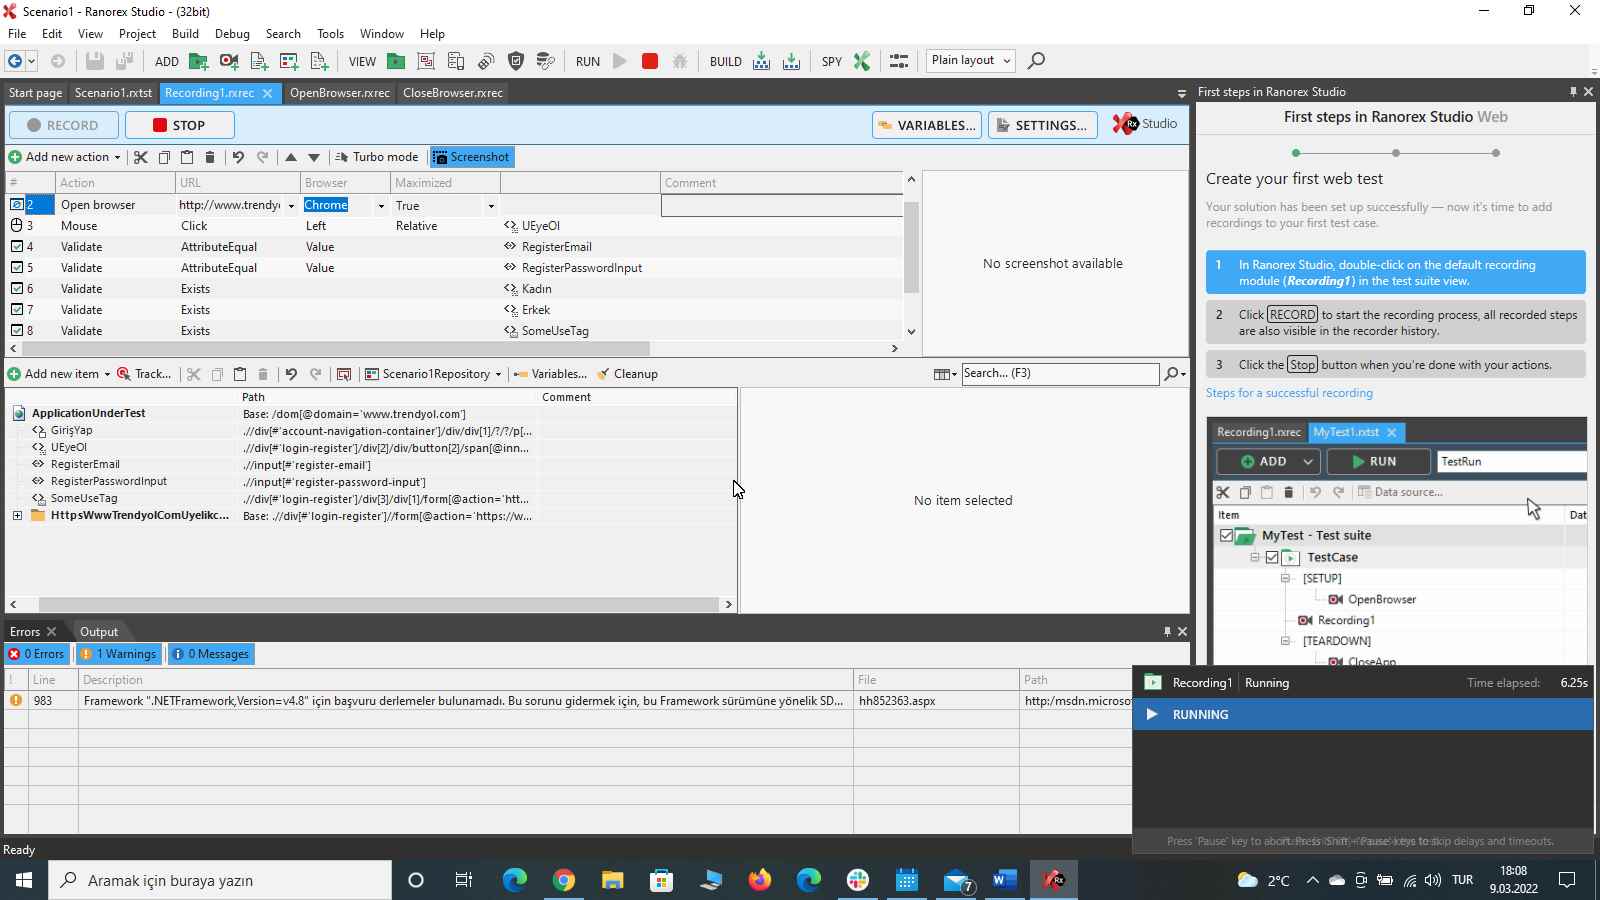 Scenario1 - Ranorex Studio - (32bit)
File Edit View Project Build Debug Search Tools Window Help
ADD VIEW RUN BUILD SPY Plain layout
Start page Scenario1.rxtst Recording1.rxrec OpenBrowser.rxrec CloseBrowser.rxrec
RECORD STOP VARIABLES... SETTINGS... Rx Studio
Add new action Turbo mode Screenshot
# Action URL Browser Maximized Comment
2 Open browser http://www.trendy Chrome True
3 Mouse Click Left Relative UEyeOl
4 Validate AttributeEqual Value RegisterEmail
5 Validate AttributeEqual Value RegisterPasswordInput
6 Validate Exists Kadın
7 Validate Exists Erkek
8 Validate Exists SomeUseTag
No screenshot available
Add new item Track... Scenario1Repository Variables... Cleanup Search... (F3)
Path Comment
ApplicationUnderTest Base: /dom[@domain='www.trendyol.com']
GirişYap .//div[#'account-navigation-container']/div/div[1]/?/?/p[...
UEyeOl .//div[#'login-register']/div[2]/div/button[2]/span[@inn...
RegisterEmail .//input[#'register-email']
RegisterPasswordInput .//input[#'register-password-input']
SomeUseTag .//div[#'login-register']/div[3]/div[1]/form[@action='htt...
HttpsWwwTrendyolComUyelikc... Base: .//div[#'login-register']//form[@action='https://w...
No item selected
Errors Output
0 Errors 1 Warnings 0 Messages
! Line Description File Path
983 Framework ".NETFramework,Version=v4.8" için başvuru derlemeler bulunamadı. Bu sorunu gidermek için, bu Framework sürümüne yönelik SD... hh852363.aspx http:/msdn.microso
Ready
First steps in Ranorex Studio
First steps in Ranorex Studio Web
Create your first web test
Your solution has been set up successfully — now it's time to add
recordings to your first test case.
1 In Ranorex Studio, double-click on the default recording
module (Recording1) in the test suite view.
2 Click RECORD to start the recording process, all recorded steps
are also visible in the recorder history.
3 Click the Stop button when you're done with your actions.
Steps for a successful recording
Recording1.rxrec MyTest1.rxtst
ADD RUN TestRun
Data source...
Item Dat
MyTest - Test suite
TestCase
[SETUP]
OpenBrowser
Recording1
[TEARDOWN]
CloseApp
Recording1 Running Time elapsed: 6.25s
RUNNING
Press 'Pause' key to abort. Press 'Shift+Pause' keys to skip delays and timeouts.
Aramak için buraya yazın
7
2°C
TUR
18:08
9.03.2022